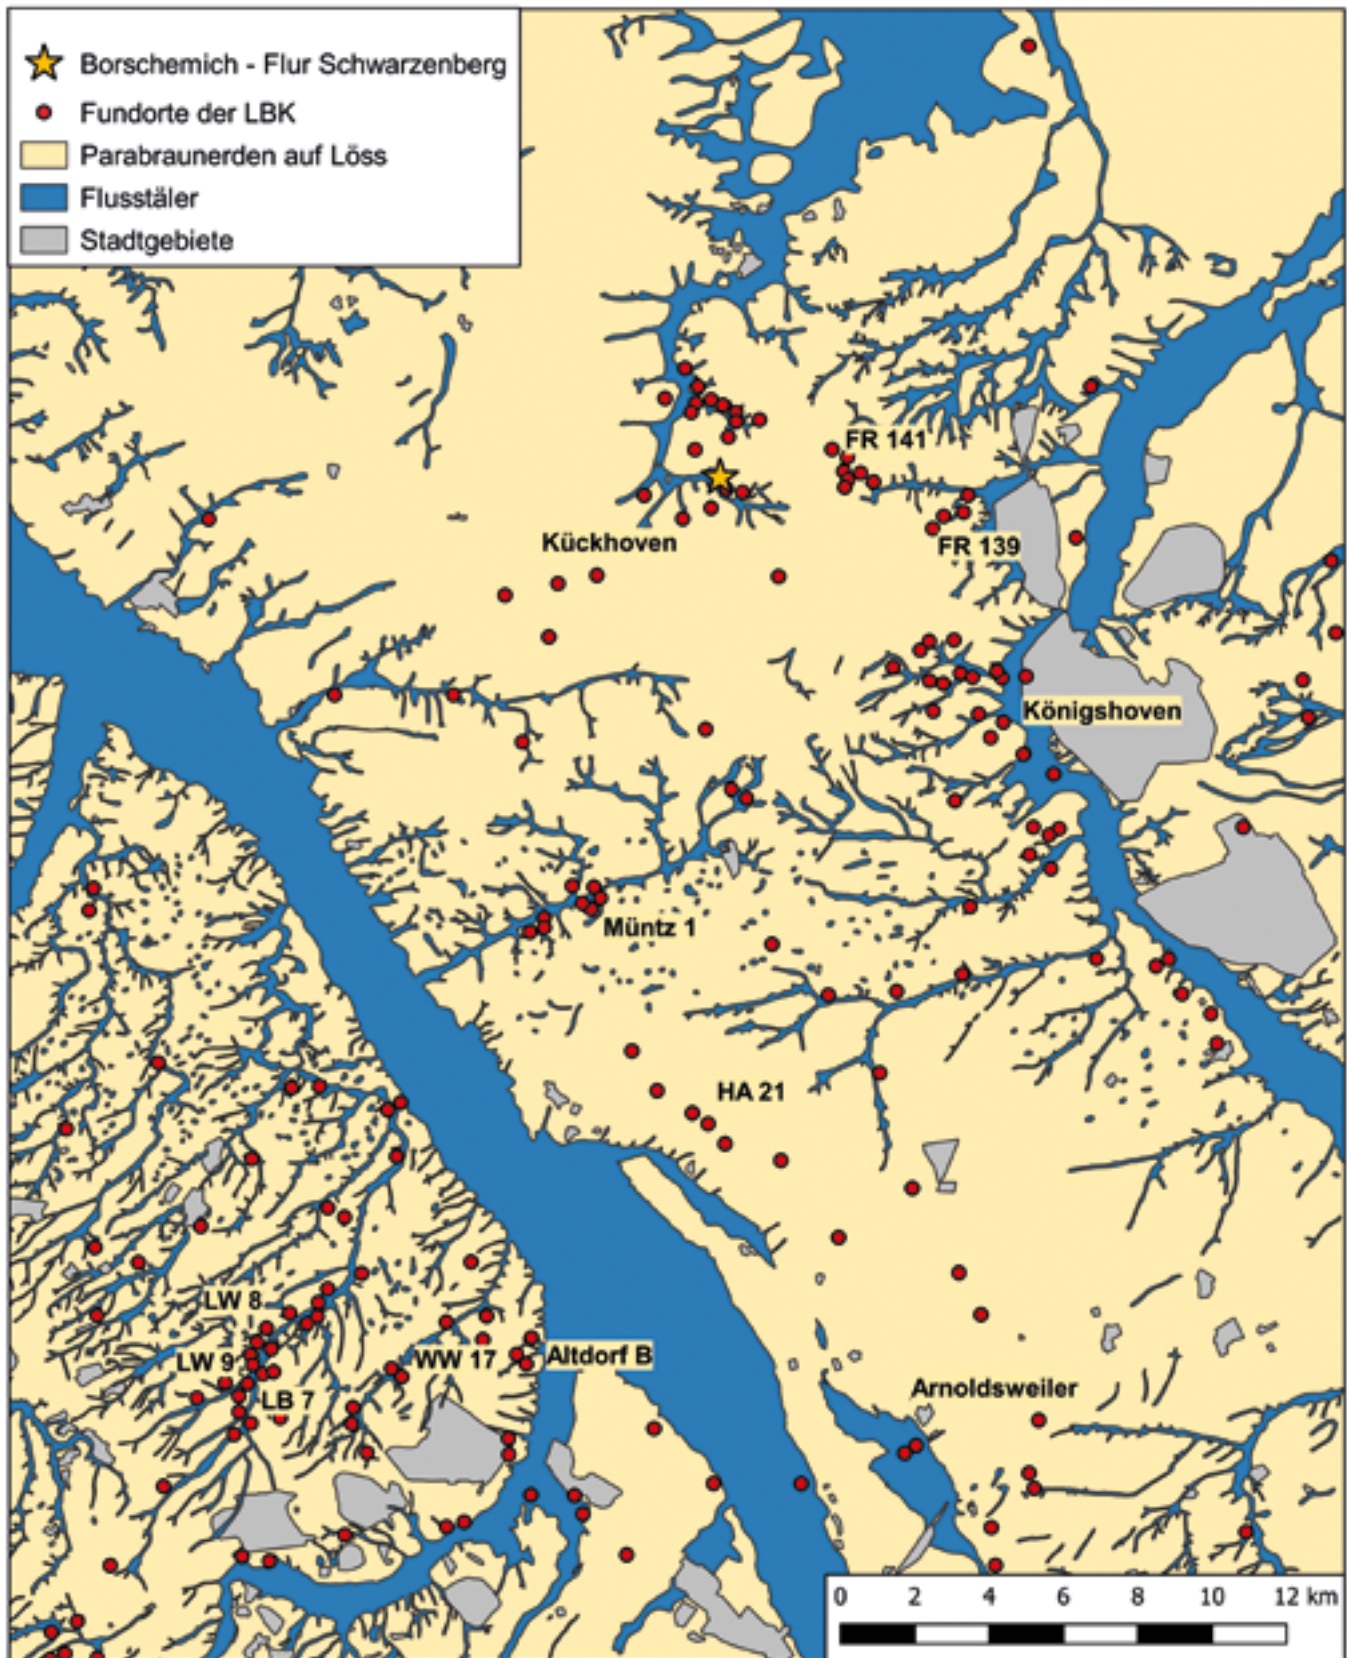 Borschemich - Flur Schwarzenberg
Fundorte der LBK
Parabraunerden auf Löss
Flusstäler
Stadtgebiete
FR 141
Kückhoven
FR 139
Königshoven
Müntz 1
HA 21
LW 8
LW 9
WW 17
Altdorf B
LB 7
Arnoldsweiler
0 2 4 6 8 10 12 km